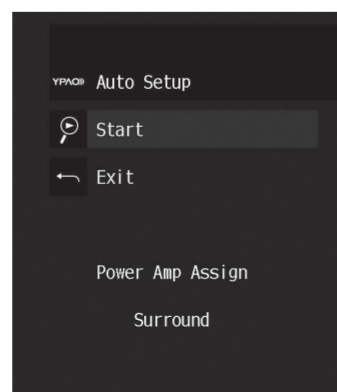 YPAO Auto Setup
Start
Exit
Power Amp Assign
Surround